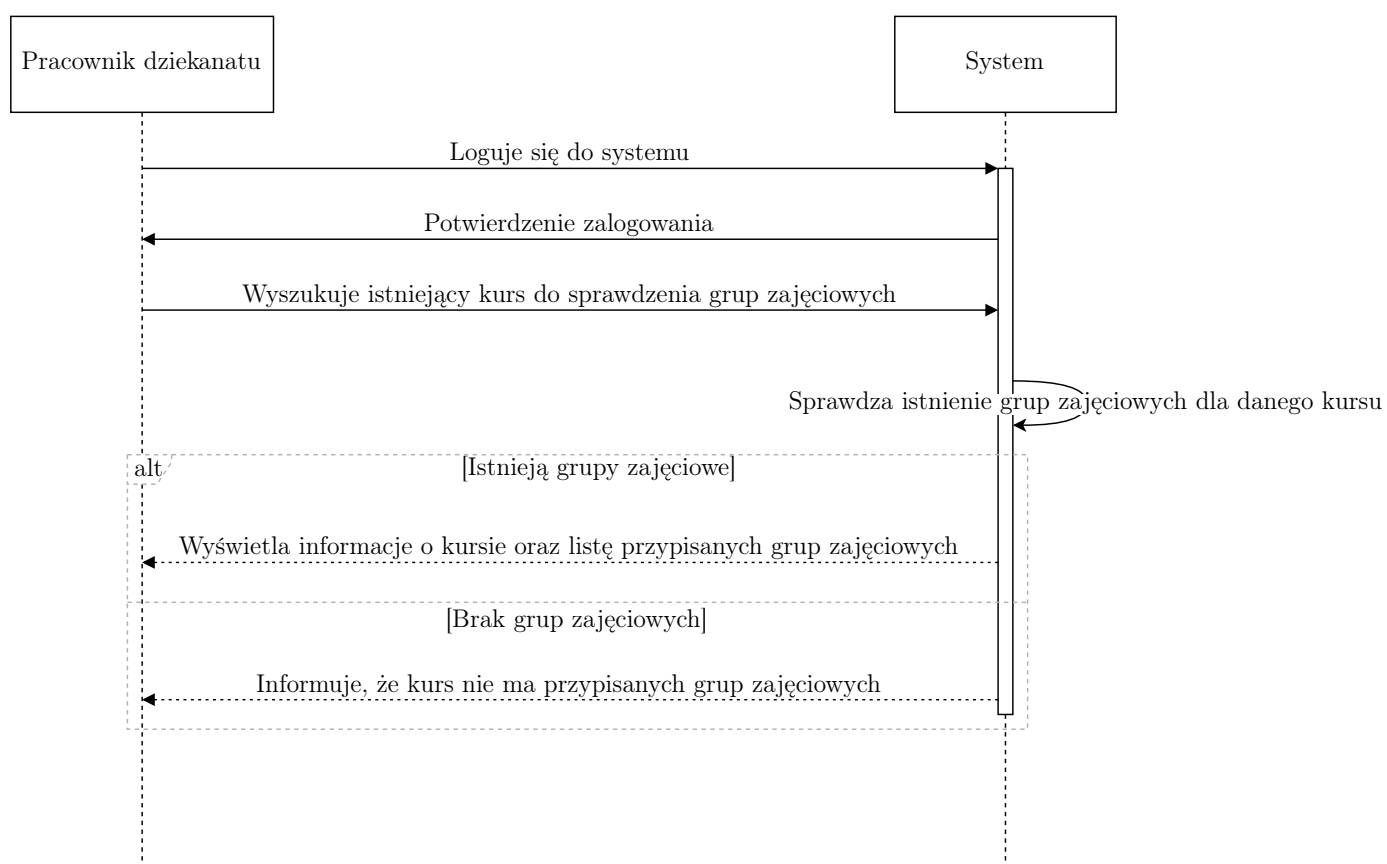 Pracownik dziekanatu
System
Loguje się do systemu
Potwierdzenie zalogowania
Wyszukuje istniejący kurs do sprawdzenia grup zajęciowych
Sprawdza istnienie grup zajęciowych dla danego kursu
alt
[Istnieją grupy zajęciowe]
Wyświetla informacje o kursie oraz listę przypisanych grup zajęciowych
[Brak grup zajęciowych]
Informuje, że kurs nie ma przypisanych grup zajęciowych